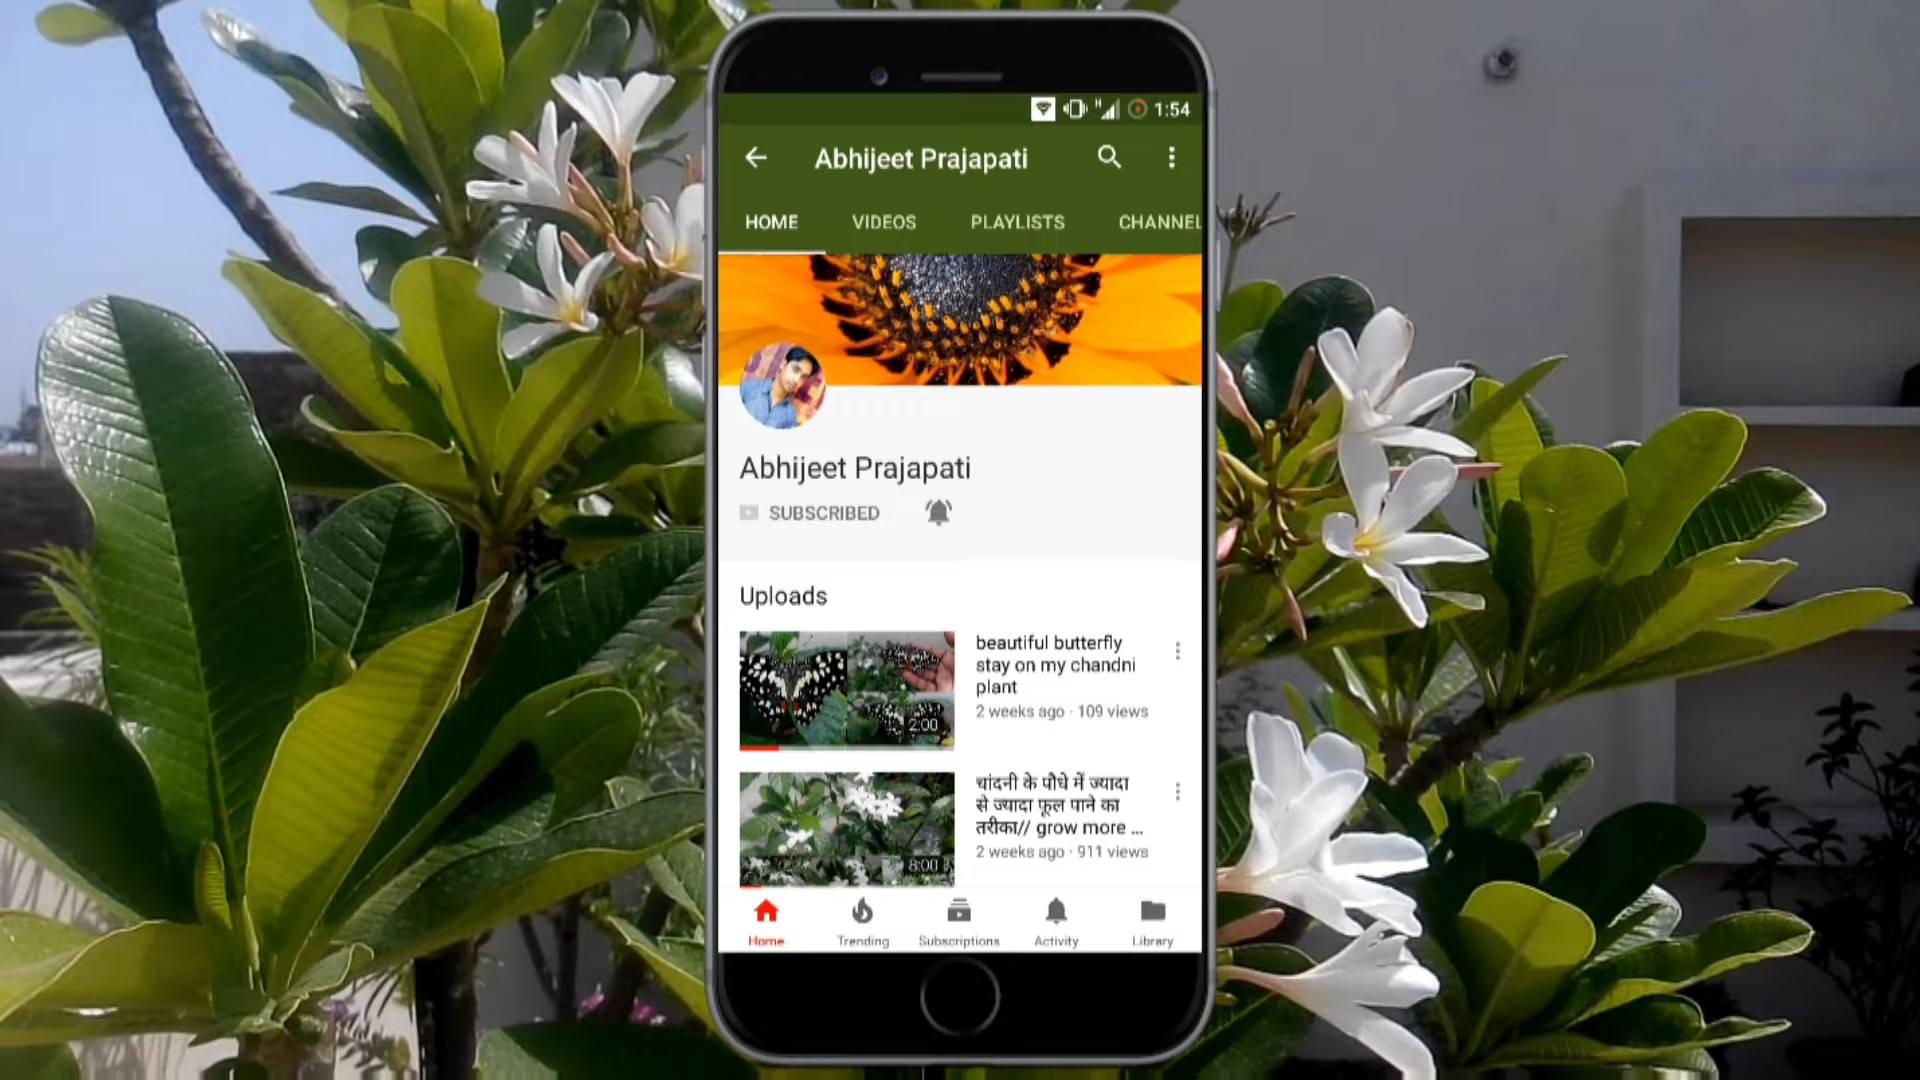 1:54
Abhijeet Prajapati
HOME VIDEOS PLAYLISTS CHANNEL
Abhijeet Prajapati
SUBSCRIBED
Uploads
beautiful butterfly
stay on my chandni
plant
2 weeks ago · 109 views
2:00
चांदनी के पौधे में ज्यादा
से ज्यादा फूल पाने का
तरीका// grow more ...
2 weeks ago · 911 views
8:00
Home Trending Subscriptions Activity Library